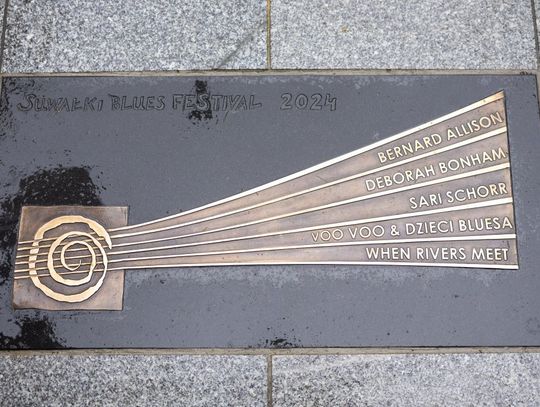 SUWAŁKI BLUES FESTIVAL 2024
BERNARD ALLISON
DEBORAH BONHAM
SARI SCHORR
VOO VOO & DZIECI BLUESA
WHEN RIVERS MEET